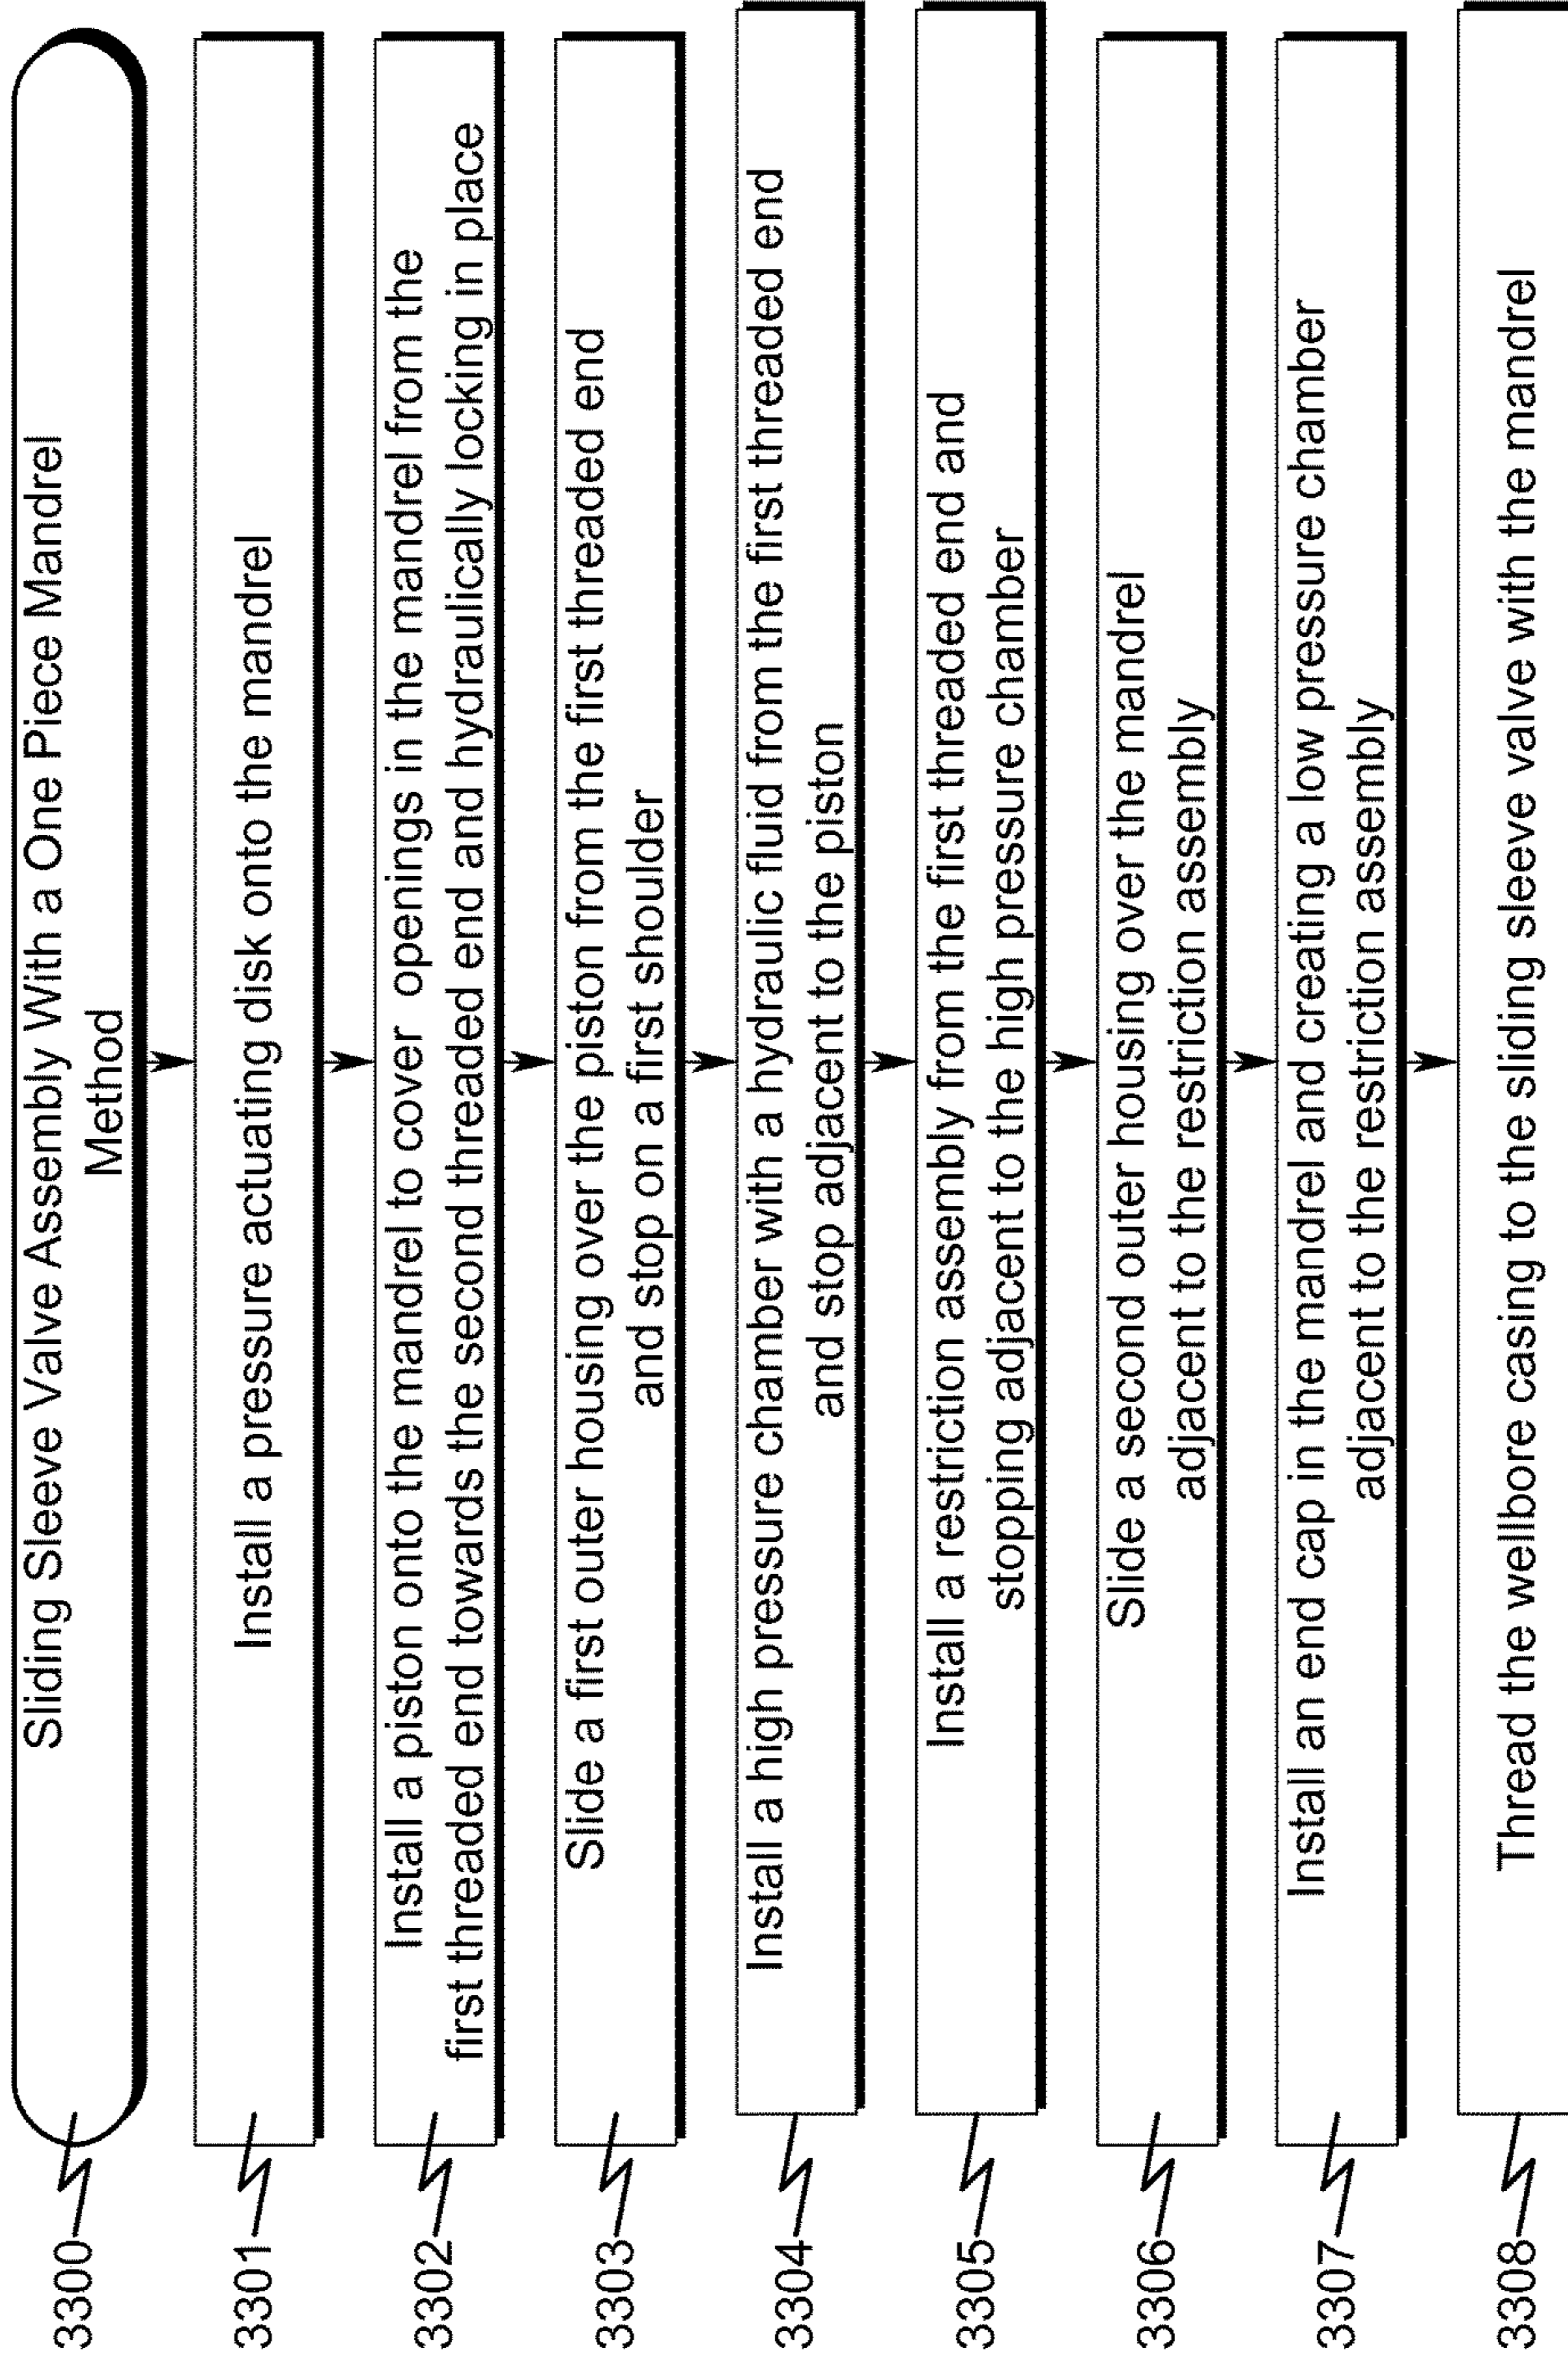 3300
Sliding Sleeve Valve Assembly With a One Piece Mandrel
Method
3301
Install a pressure actuating disk onto the mandrel
3302
Install a piston onto the mandrel to cover openings in the mandrel from the
first threaded end towards the second threaded end and hydraulically locking in place
3303
Slide a first outer housing over the piston from the first threaded end
and stop on a first shoulder
3304
Install a high pressure chamber with a hydraulic fluid from the first threaded end
and stop adjacent to the piston
3305
Install a restriction assembly from the first threaded end and
stopping adjacent to the high pressure chamber
3306
Slide a second outer housing over the mandrel
adjacent to the restriction assembly
3307
Install an end cap in the mandrel and creating a low pressure chamber
adjacent to the restriction assembly
3308
Thread the wellbore casing to the sliding sleeve valve with the mandrel